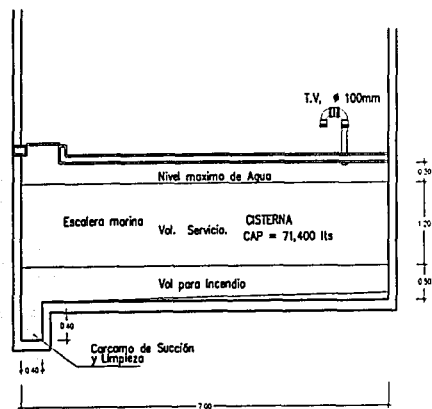 T.V, ϕ 100mm
Nivel maximo de Agua
0.30
Escalera marina
Vol. Servicio.
CISTERNA
CAP = 71,400 lts
1.20
Vol para Incendio
0.50
0.40
Carcamo de Succión
y Limpieza
0.40
7.00